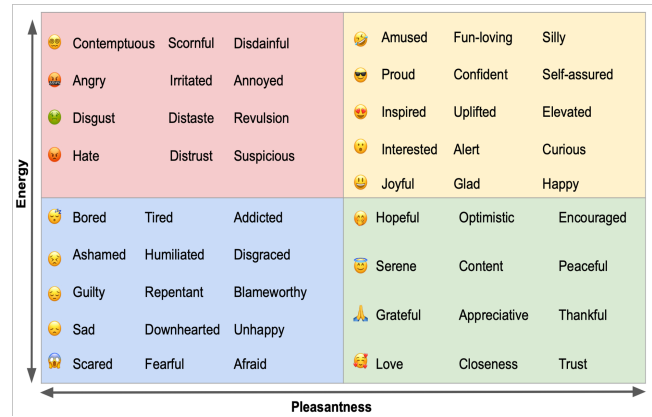 Energy
Contemptuous Scornful Disdainful
Angry Irritated Annoyed
Disgust Distaste Revulsion
Hate Distrust Suspicious
Amused Fun-loving Silly
Proud Confident Self-assured
Inspired Uplifted Elevated
Interested Alert Curious
Joyful Glad Happy
Bored Tired Addicted
Ashamed Humiliated Disgraced
Guilty Repentant Blameworthy
Sad Downhearted Unhappy
Scared Fearful Afraid
Hopeful Optimistic Encouraged
Serene Content Peaceful
Grateful Appreciative Thankful
Love Closeness Trust
Pleasantness